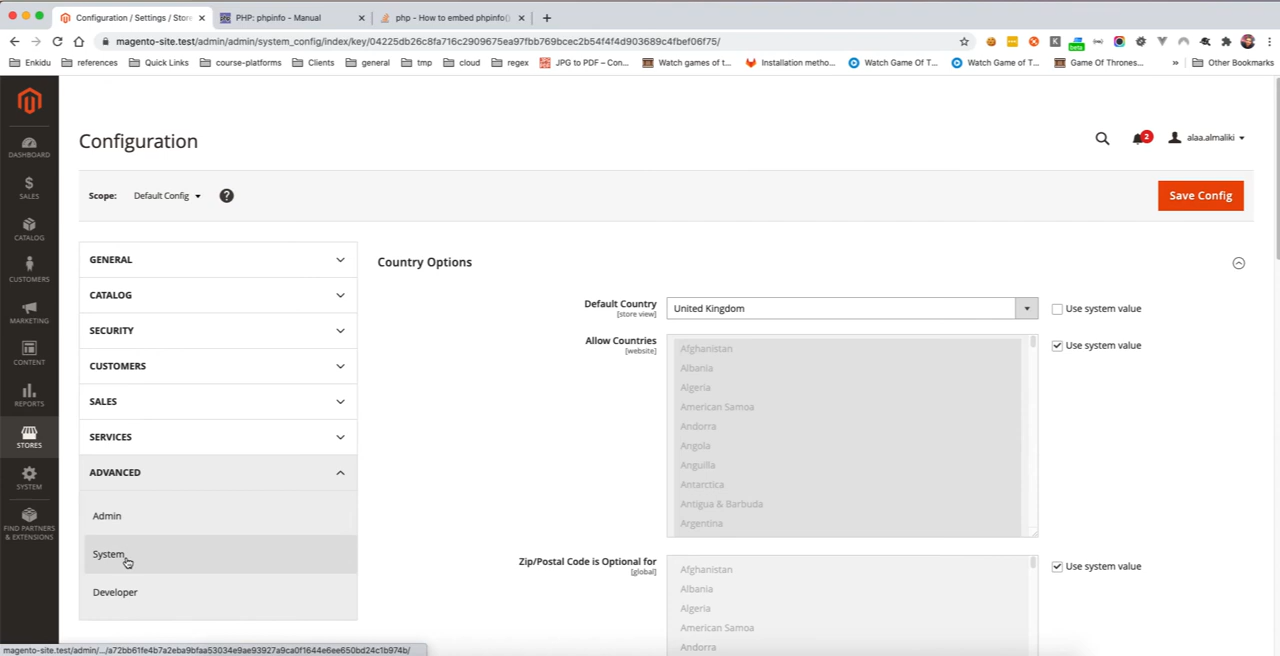 Configuration / Settings / Store
PHP: phpinfo - Manual
php - How to embed phpinfo()
magento-site.test/admin/admin/system_config/index/key/04225db26c8fa716c2909675ea97fbb769bcec2b54f4f4d903689c4fbef06f75/
Enkidu
references
Quick Links
course-platforms
Clients
general
tmp
cloud
regex
JPG to PDF – Con...
Watch games of t...
Installation metho...
Watch Game Of T...
Watch Game of T...
Game Of Thrones...
»
Other Bookmarks
beta
DASHBOARD
SALES
CATALOG
CUSTOMERS
MARKETING
CONTENT
REPORTS
STORES
SYSTEM
FIND PARTNERS
& EXTENSIONS
Configuration
2
alaa.almaliki
Scope:
Default Config
?
Save Config
GENERAL
CATALOG
SECURITY
CUSTOMERS
SALES
SERVICES
ADVANCED
Admin
System
Developer
Country Options
Default Country
[store view]
United Kingdom
Use system value
Allow Countries
[website]
Afghanistan
Albania
Algeria
American Samoa
Andorra
Angola
Anguilla
Antarctica
Antigua & Barbuda
Argentina
Use system value
Zip/Postal Code is Optional for
[global]
Afghanistan
Albania
Algeria
American Samoa
Andorra
Use system value
magento-site.test/admin/.../a72bb61fe4b7a2eba9bfaa53034e9ae93927a9ca0f1644e6ee650bd24c1b974b/